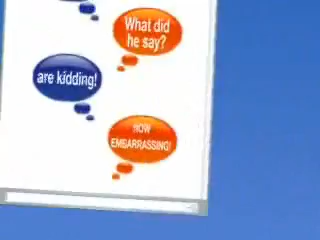 What did
he say?
are kidding!
HOW
EMBARRASSING!